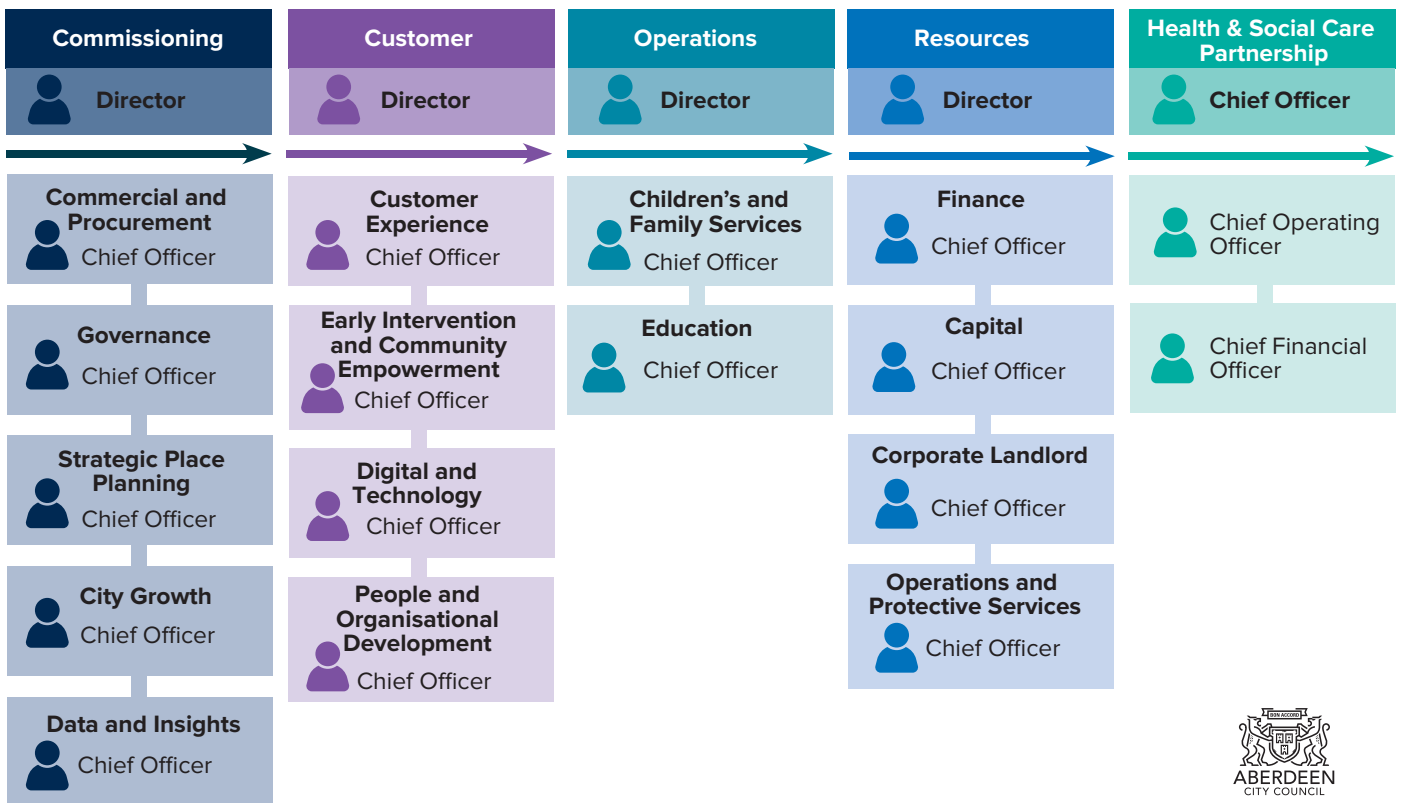 Commissioning
Director
Commercial and
Procurement
Chief Officer
Governance
Chief Officer
Strategic Place
Planning
Chief Officer
City Growth
Chief Officer
Data and Insights
Chief Officer
Customer
Director
Customer
Experience
Chief Officer
Early Intervention
and Community
Empowerment
Chief Officer
Digital and
Technology
Chief Officer
People and
Organisational
Development
Chief Officer
Operations
Director
Children’s and
Family Services
Chief Officer
Education
Chief Officer
Resources
Director
Finance
Chief Officer
Capital
Chief Officer
Corporate Landlord
Chief Officer
Operations and
Protective Services
Chief Officer
Health & Social Care
Partnership
Chief Officer
Chief Operating
Officer
Chief Financial
Officer
BON ACCORD
ABERDEEN
CITY COUNCIL